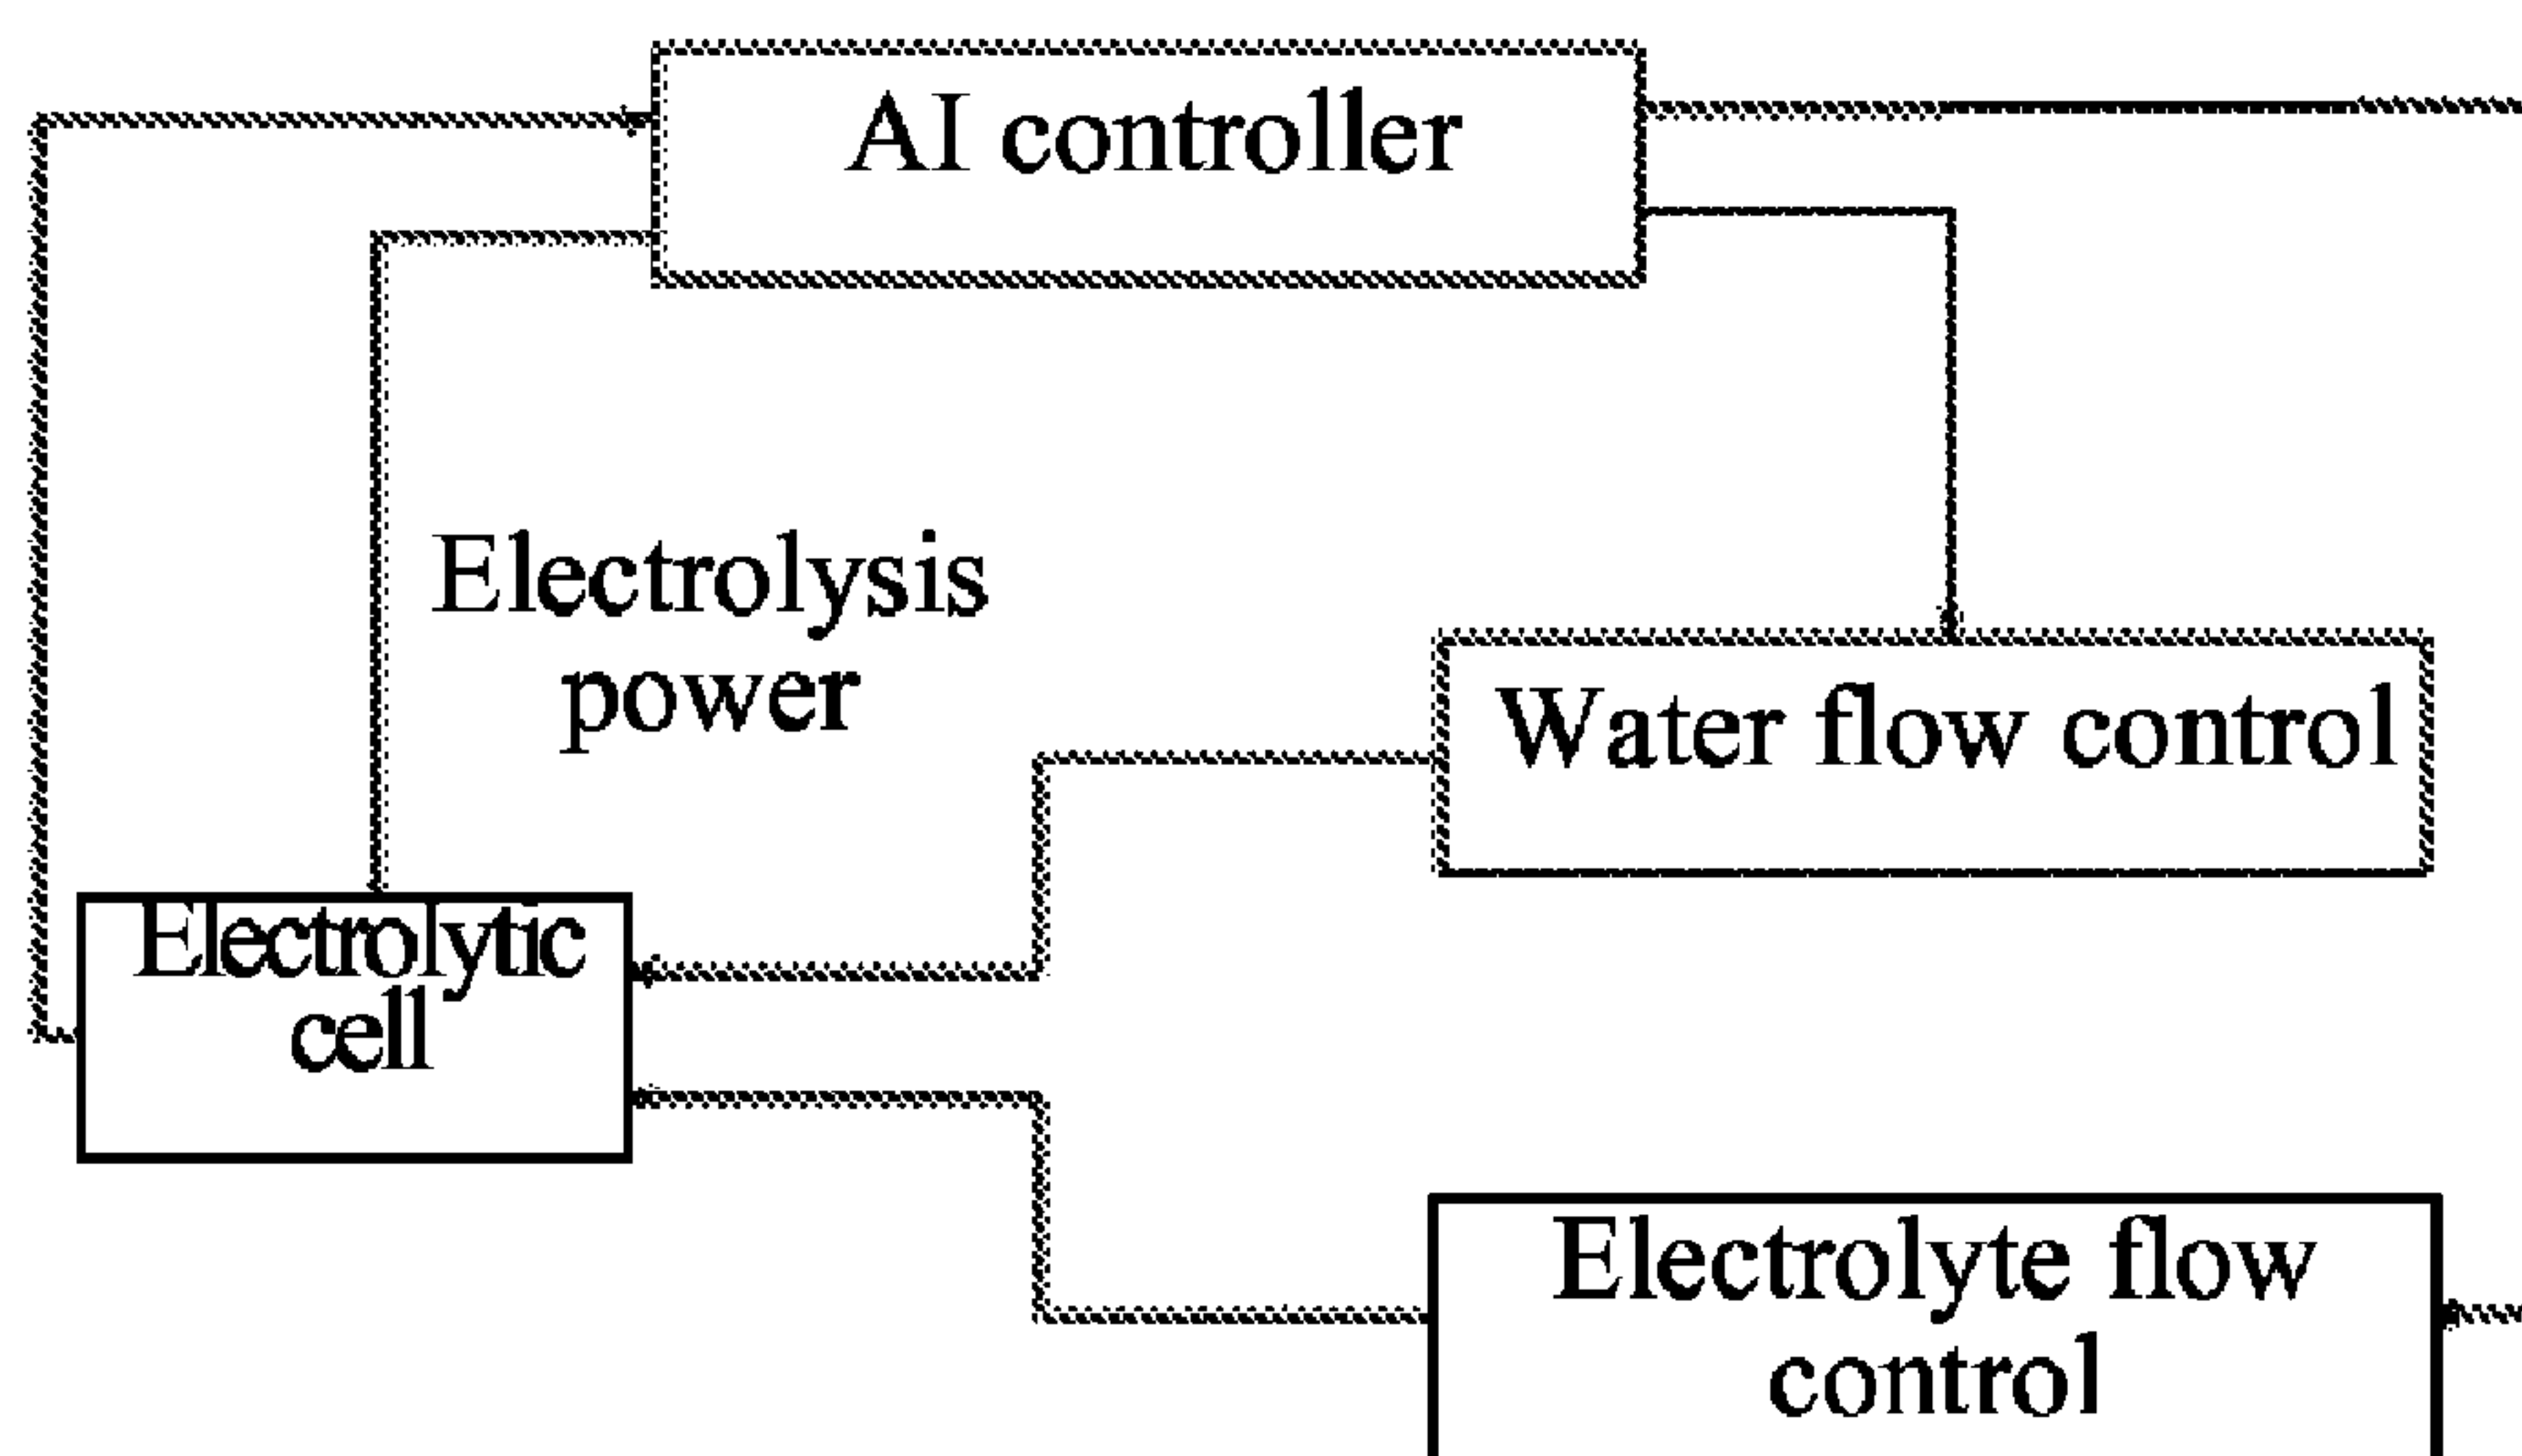 AI controller
Electrolysis
power
Water flow control
Electrolytic
cell
Electrolyte flow
control